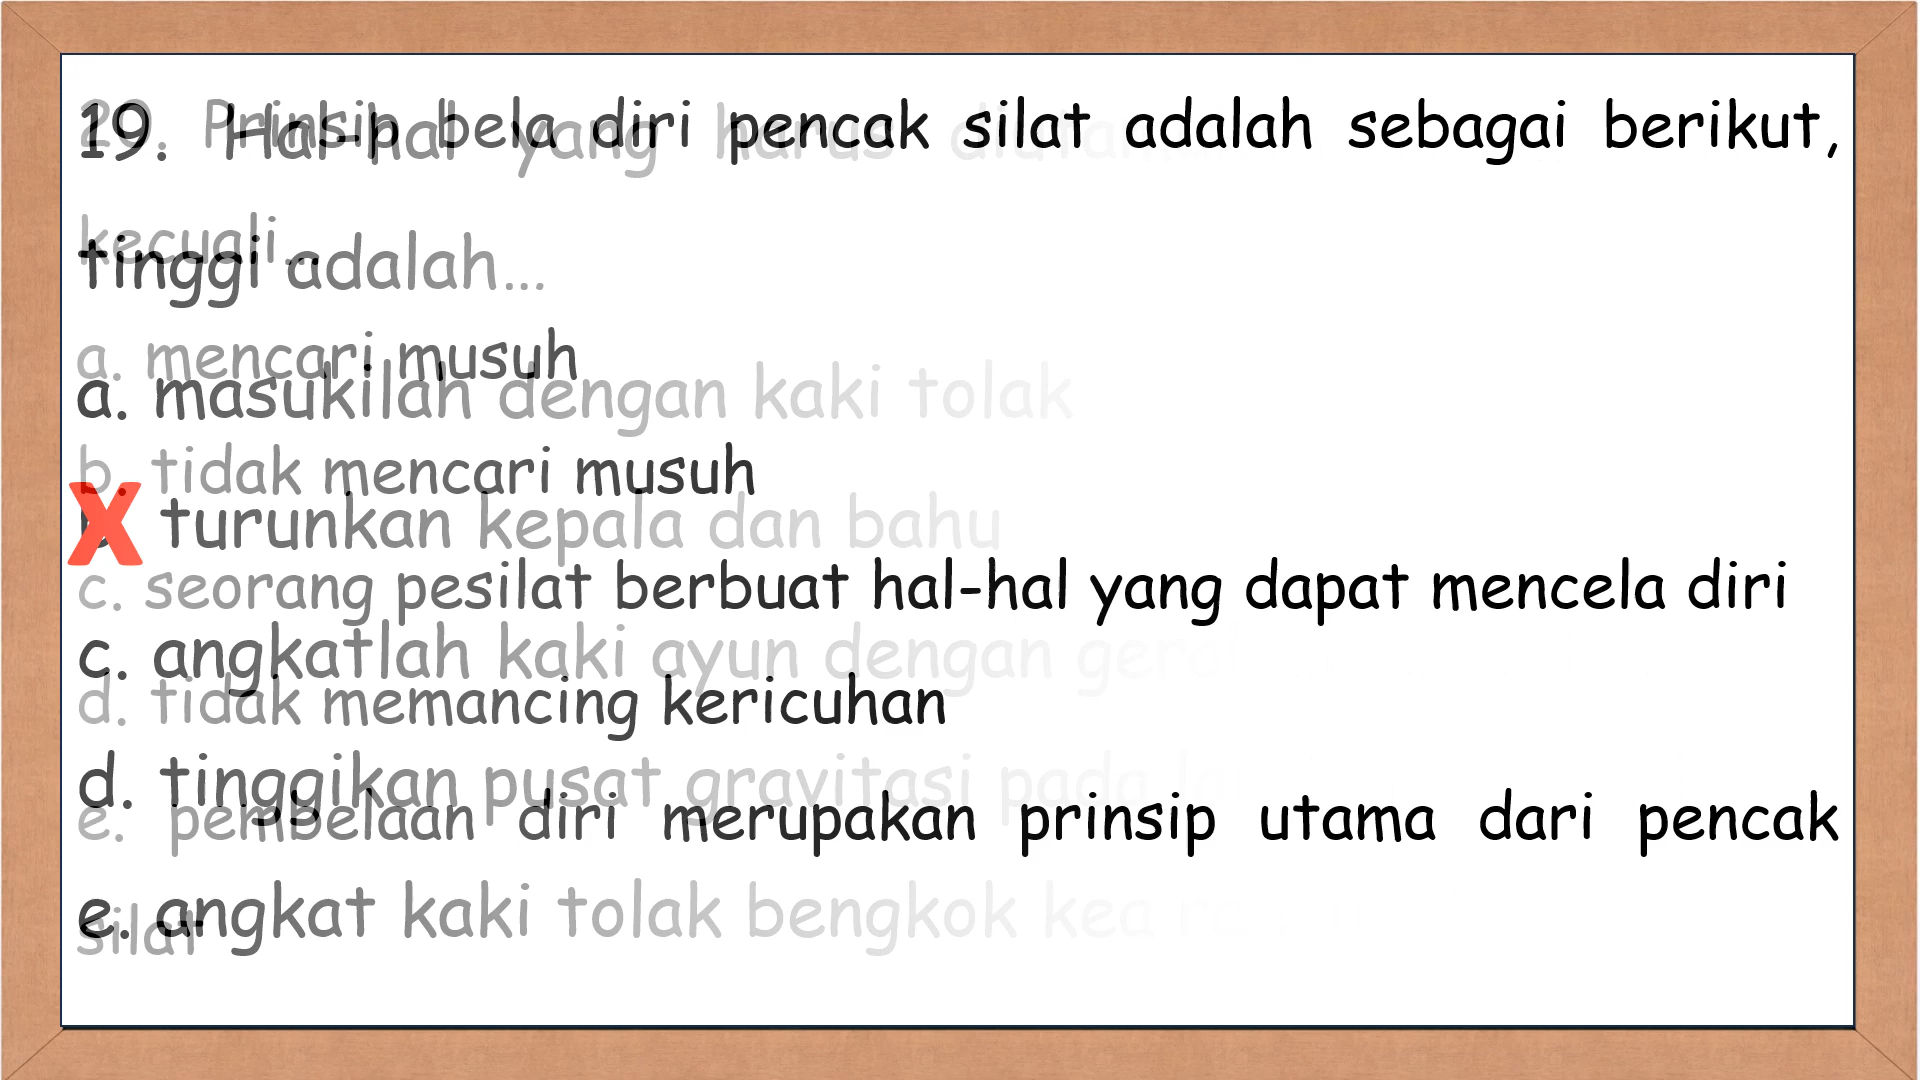 19. Hal-hal yang harus
tinggi adalah...
a. masukilah dengan kaki tolak
turunkan kepala dan bahu
c. angkatlah kaki ayun dengan
d. tinggikan pusat gravitasi pada
e. angkat kaki tolak bengkok
20. Prinsip bela diri pencak silat adalah sebagai berikut,
kecuali...
a. mencari musuh
b. tidak mencari musuh
c. seorang pesilat berbuat hal-hal yang dapat mencela diri
d. tidak memancing kericuhan
e. pembelaan diri merupakan prinsip utama dari pencak
silat
X